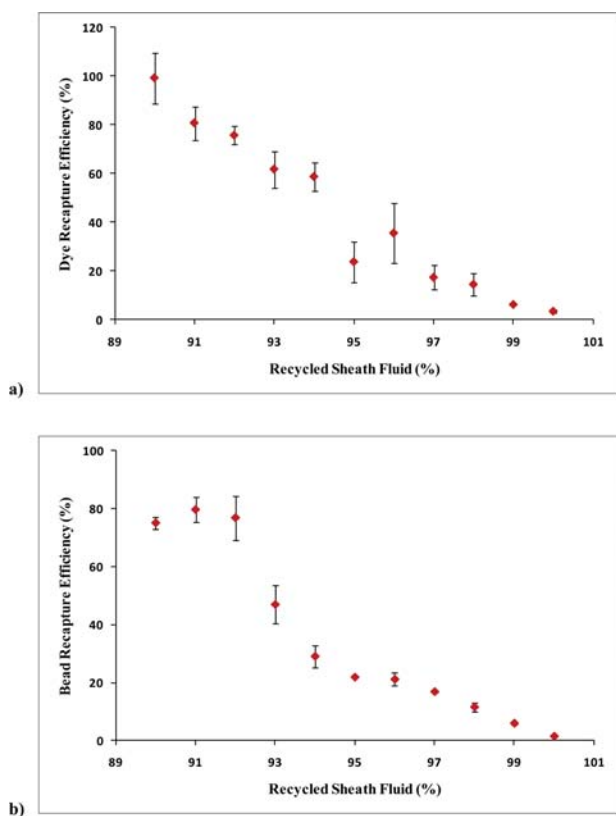 120
100
80
60
40
20
0
Dye Recapture Efficiency (%)
89 91 93 95 97 99 101
Recycled Sheath Fluid (%)
a)
100
80
60
40
20
0
Bead Recapture Efficiency (%)
89 91 93 95 97 99 101
Recycled Sheath Fluid (%)
b)